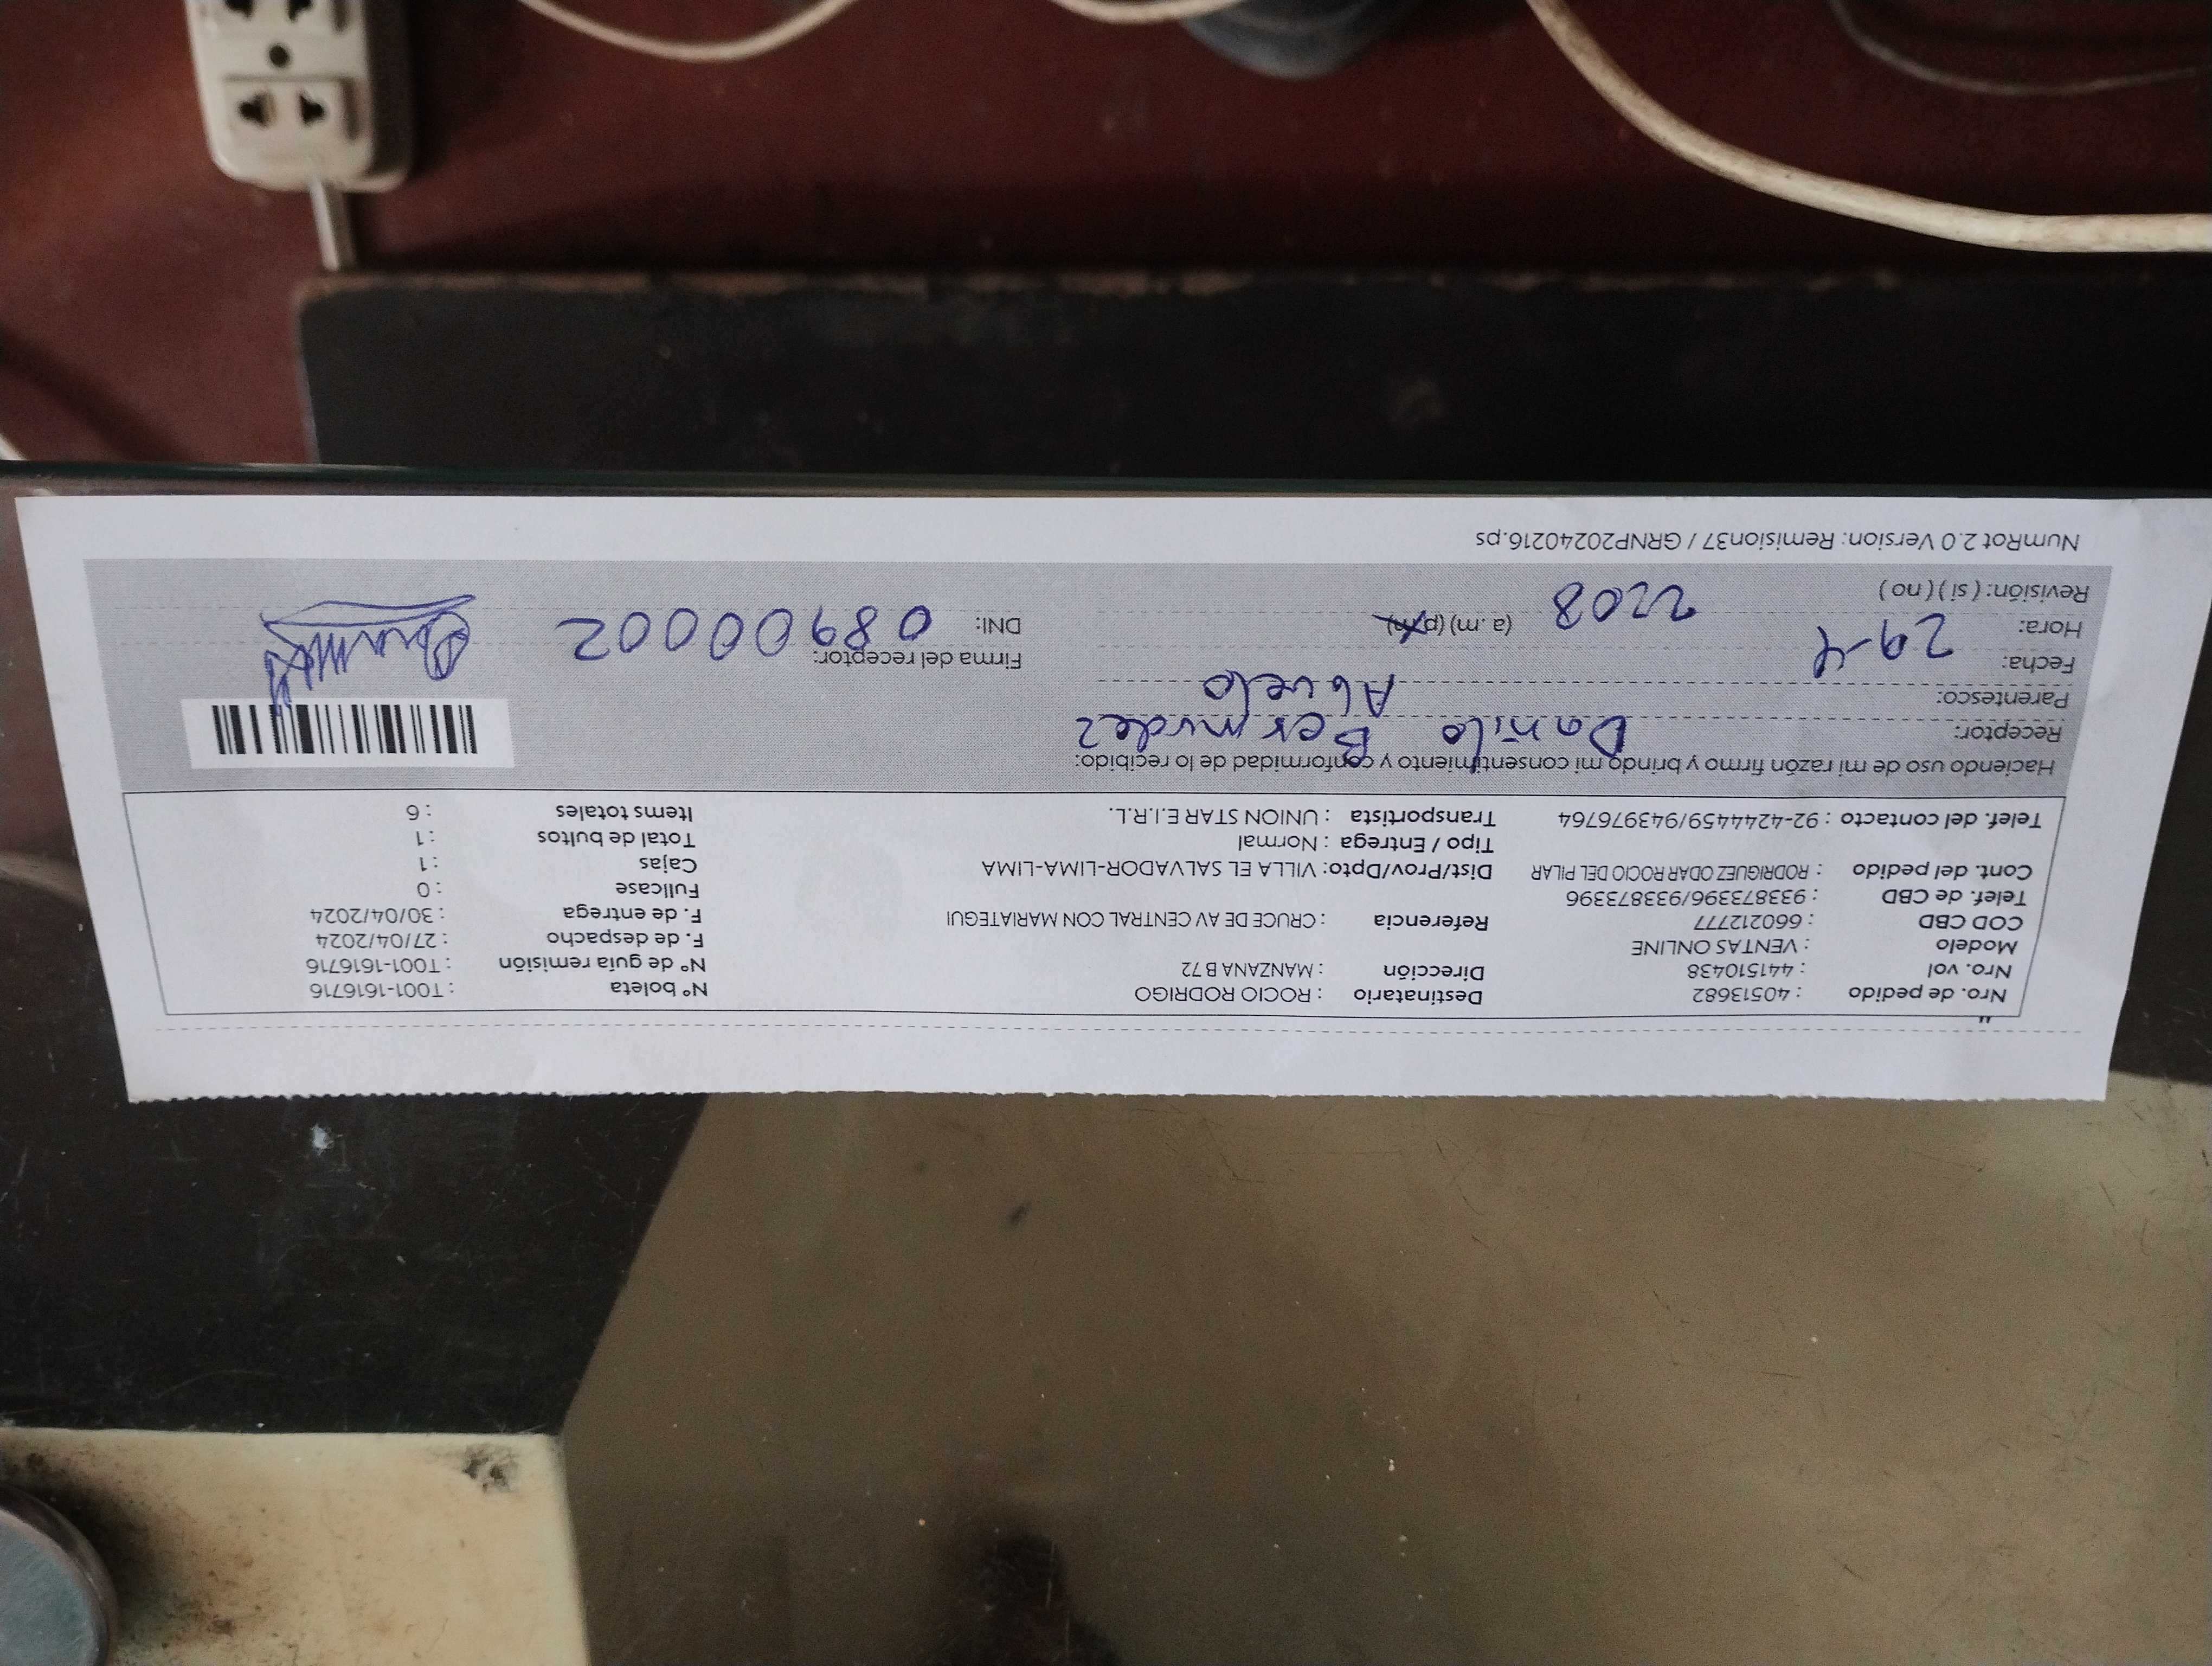 Nro. de pedido : 40513682 Destinatario : ROCIO RODRIGO Nº boleta : T001-1616716
Nro. vol : 441510438 Dirección : MANZANA B 72 Nº de guia remisión : T001-1616716
Modelo : VENTAS ONLINE F. de despacho : 27/04/2024
COD CBD : 660212777 Referencia : CRUCE DE AV CENTRAL CON MARIATEGUI F. de entrega : 30/04/2024
Telef. de CBD : 933873396/933873396 Fullcase : 0
Cont. del pedido : RODRIGUEZ ODAR ROCIO DEL PILAR Dist/Prov/Dpto: VILLA EL SALVADOR-LIMA-LIMA Cajas : 1
Tipo / Entrega : Normal Total de bultos : 1
Telef. del contacto : 92-4244459/943976764 Transportista : UNION STAR E.I.R.L. Items totales : 6
Haciendo uso de mi razón firmo y brindo mi consentimiento y conformidad de lo recibido:
Receptor: Danilo Bermudez
Parentesco: Abuelo
Fecha: 29-4 Firma del receptor:
Hora: 2208 (a.m) (p.m) DNI: 08900002
Revisión: ( si ) ( no )
NumRot 2.0 Version: Remision37 / GRNP20240216.ps